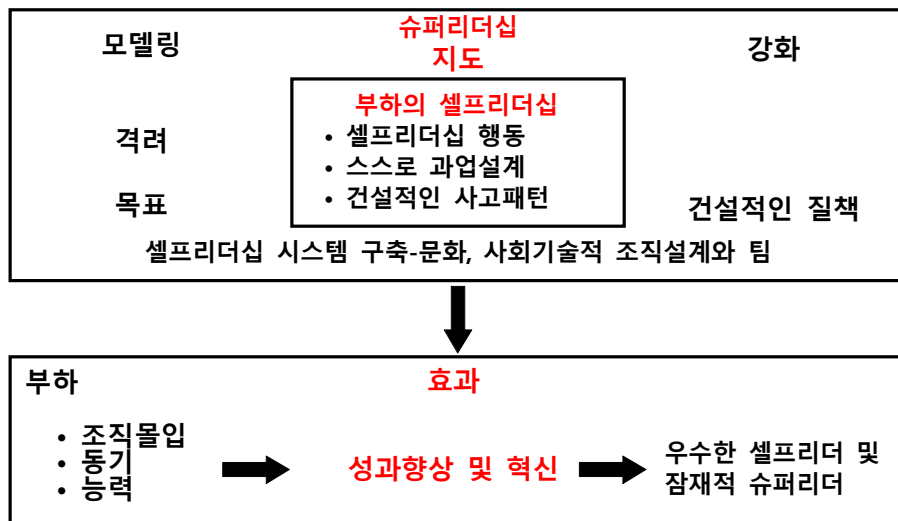 슈퍼리더십
모델링
지도
강화
부하의 셀프리더십
격려
• 셀프리더십 행동
• 스스로 과업설계
• 건설적인 사고패턴
목표
건설적인 질책
셀프리더십 시스템 구축-문화, 사회기술적 조직설계와 팀
부하
효과
• 조직몰입
• 동기
• 능력
성과향상 및 혁신
우수한 셀프리더 및
잠재적 슈퍼리더